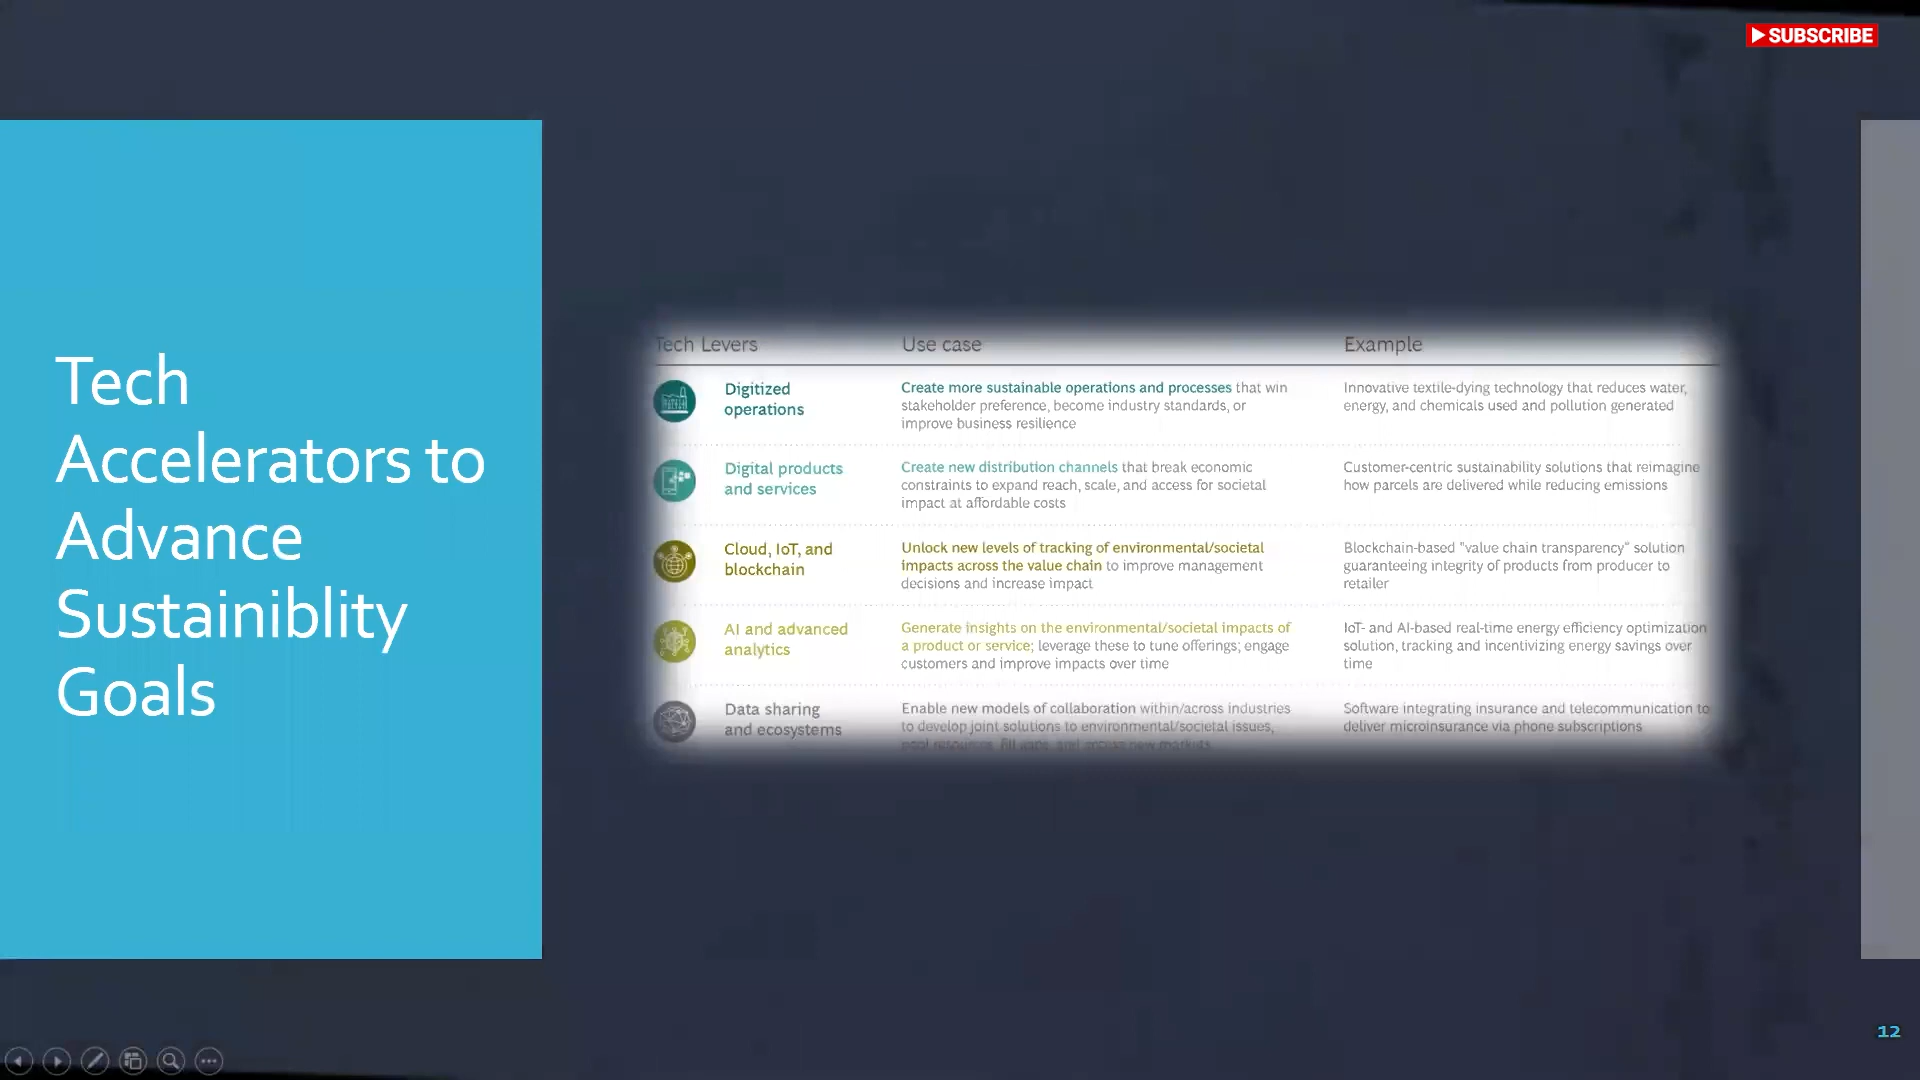 SUBSCRIBE
Tech
Accelerators to
Advance
Sustainiblity
Goals
Tech Levers
Use case
Example
Digitized
operations
Create more sustainable operations and processes that win
stakeholder preference, become industry standards, or
improve business resilience
Innovative textile-dying technology that reduces water,
energy, and chemicals used and pollution generated
Digital products
and services
Create new distribution channels that break economic
constraints to expand reach, scale, and access for societal
impact at affordable costs
Customer-centric sustainability solutions that reimagine
how parcels are delivered while reducing emissions
Cloud, IoT, and
blockchain
Unlock new levels of tracking of environmental/societal
impacts across the value chain to improve management
decisions and increase impact
Blockchain-based "value chain transparency" solution
guaranteeing integrity of products from producer to
retailer
AI and advanced
analytics
Generate insights on the environmental/societal impacts of
a product or service; leverage these to tune offerings; engage
customers and improve impacts over time
IoT- and AI-based real-time energy efficiency optimization
solution, tracking and incentivizing energy savings over
time
Data sharing
and ecosystems
Enable new models of collaboration within/across industries
to develop joint solutions to environmental/societal issues,
pool resources, fill gaps, and access new markets
Software integrating insurance and telecommunication to
deliver microinsurance via phone subscriptions
12